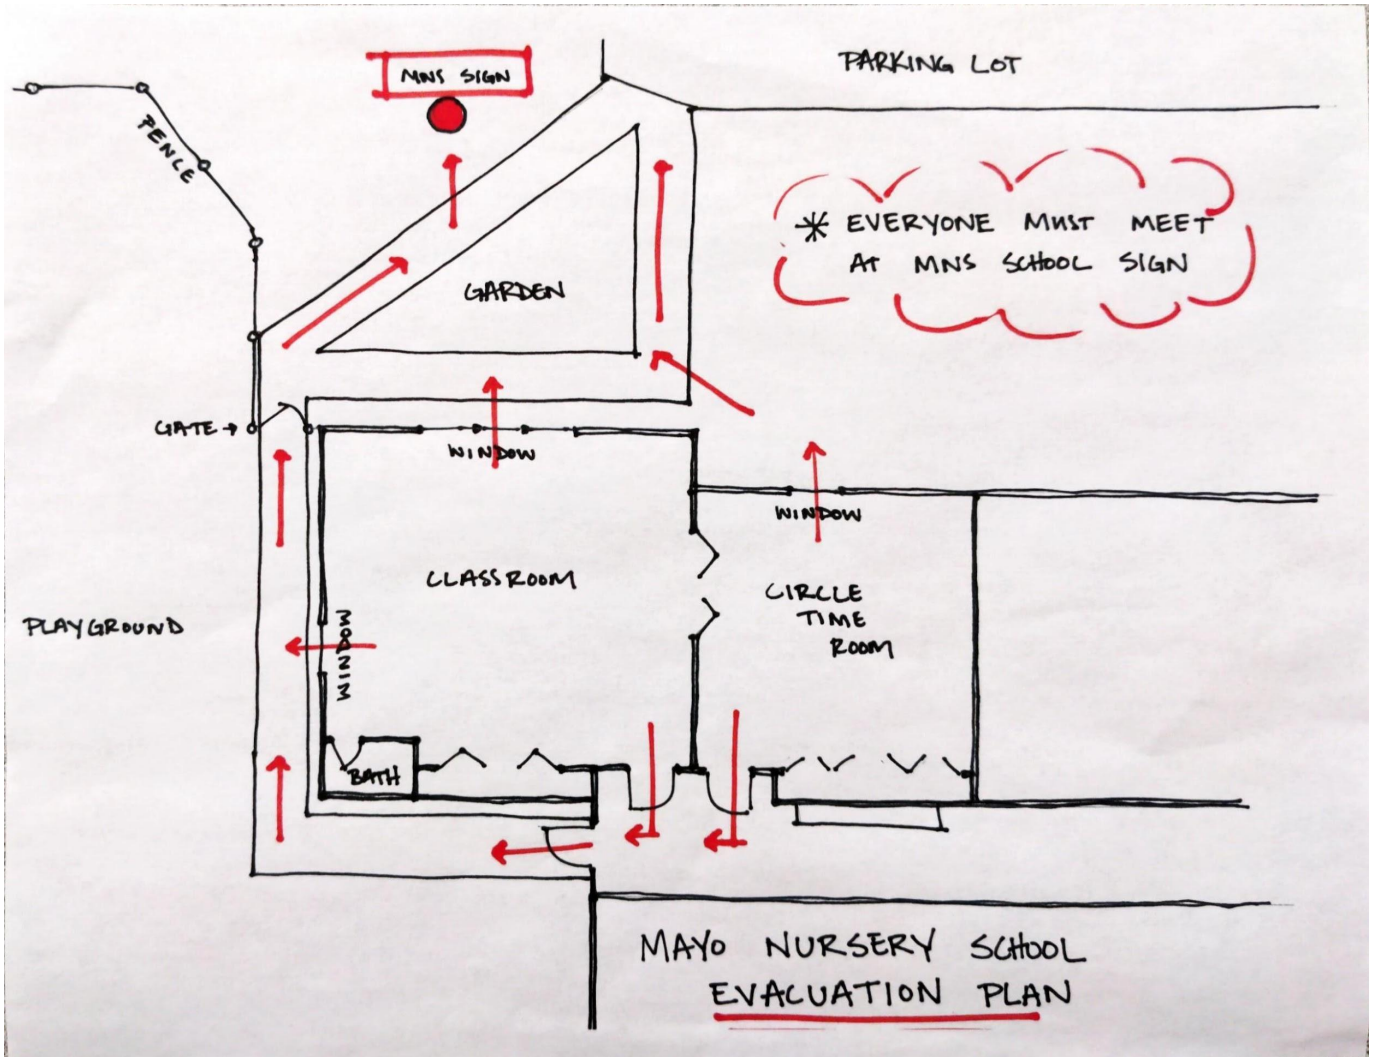 MNS SIGN
PARKING LOT
FENCE
* EVERYONE MUST MEET
AT MNS SCHOOL SIGN
GARDEN
GATE →
WINDOW
WINDOW
CLASSROOM
CIRCLE
TIME
ROOM
PLAYGROUND
WINDOW
BATH
MAYO NURSERY SCHOOL
EVACUATION PLAN